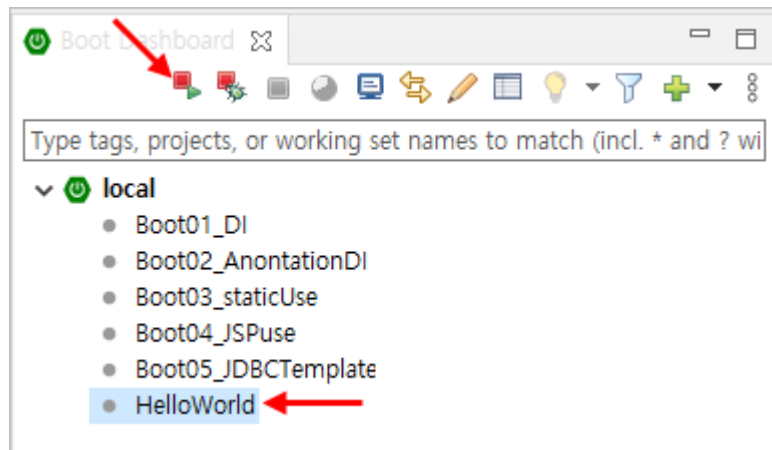 Boot Dashboard
Type tags, projects, or working set names to match (incl. * and ? wi
local
Boot01_DI
Boot02_AnontationDI
Boot03_staticUse
Boot04_JSPuse
Boot05_JDBCTemplate
HelloWorld